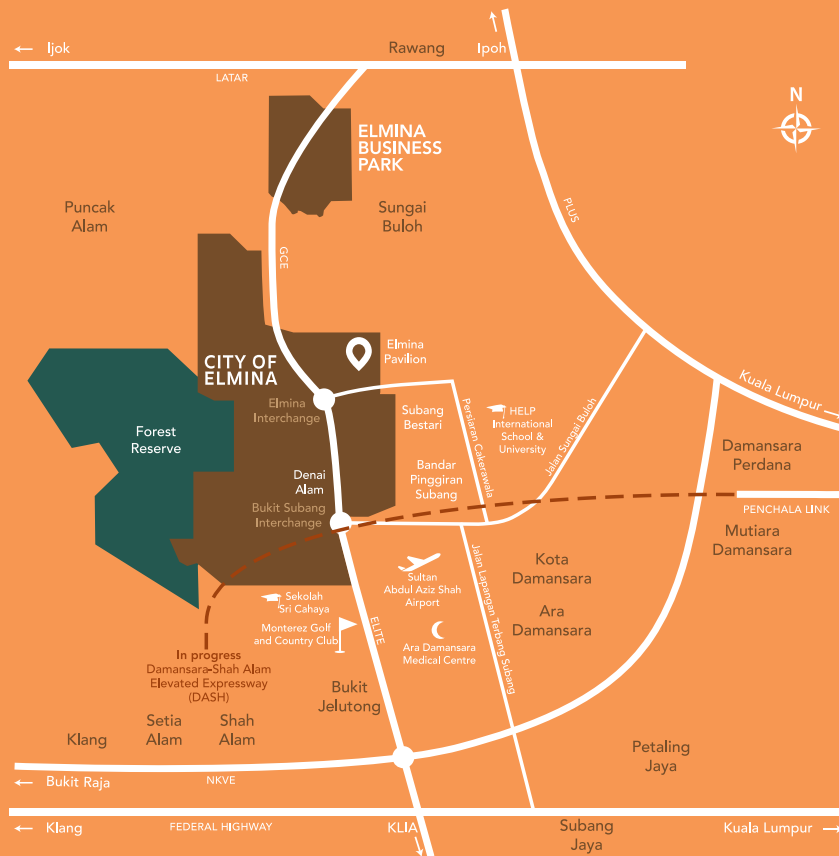 Ijok
Rawang
Ipoh
LATAR
N
ELMINA
BUSINESS
PARK
Puncak
Alam
Sungai
Buloh
PLUS
GCE
Elmina
Pavilion
CITY OF
ELMINA
Kuala Lumpur
Elmina
Interchange
Subang
Bestari
Persiaran Cakerawala
HELP
International
School &
University
Jalan Sungai Buloh
Forest
Reserve
Damansara
Perdana
Denai
Alam
Bandar
Pinggiran
Subang
Bukit Subang
Interchange
PENCHALA LINK
Mutiara
Damansara
Jalan Lapangan Terbang Subang
Kota
Damansara
Sultan
Abdul Aziz Shah
Airport
Sekolah
Sri Cahaya
ELITE
Ara
Damansara
Monterez Golf
and Country Club
Ara Damansara
Medical Centre
In progress
Damansara-Shah Alam
Elevated Expressway
(DASH)
Bukit
Jelutong
Setia
Alam
Shah
Alam
Klang
Petaling
Jaya
Bukit Raja
NKVE
Klang
FEDERAL HIGHWAY
KLIA
Subang
Jaya
Kuala Lumpur